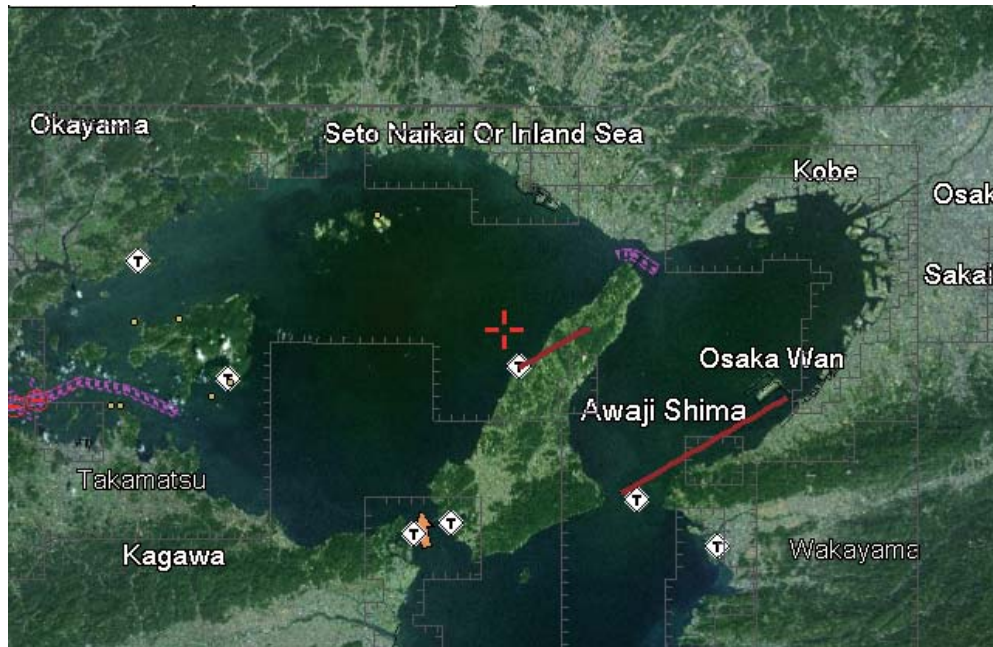 Okayama
Seto Naikai Or Inland Sea
Kobe
Osak
Sakai
Osaka Wan
Awaji Shima
Takamatsu
Kagawa
Wakayama
T
T
T
T
T
T
T